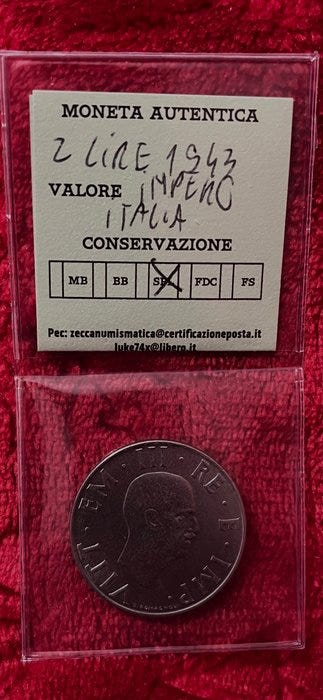 MONETA AUTENTICA
2 LIRE 1943
VALORE IMPERO
ITALIA
CONSERVAZIONE
MB BB SPL FDC FS
Pec: zeccanumismatica@certificazioneposta.it
luke74x@libero.it
VITT · EM · III · RE · E · IMP ·